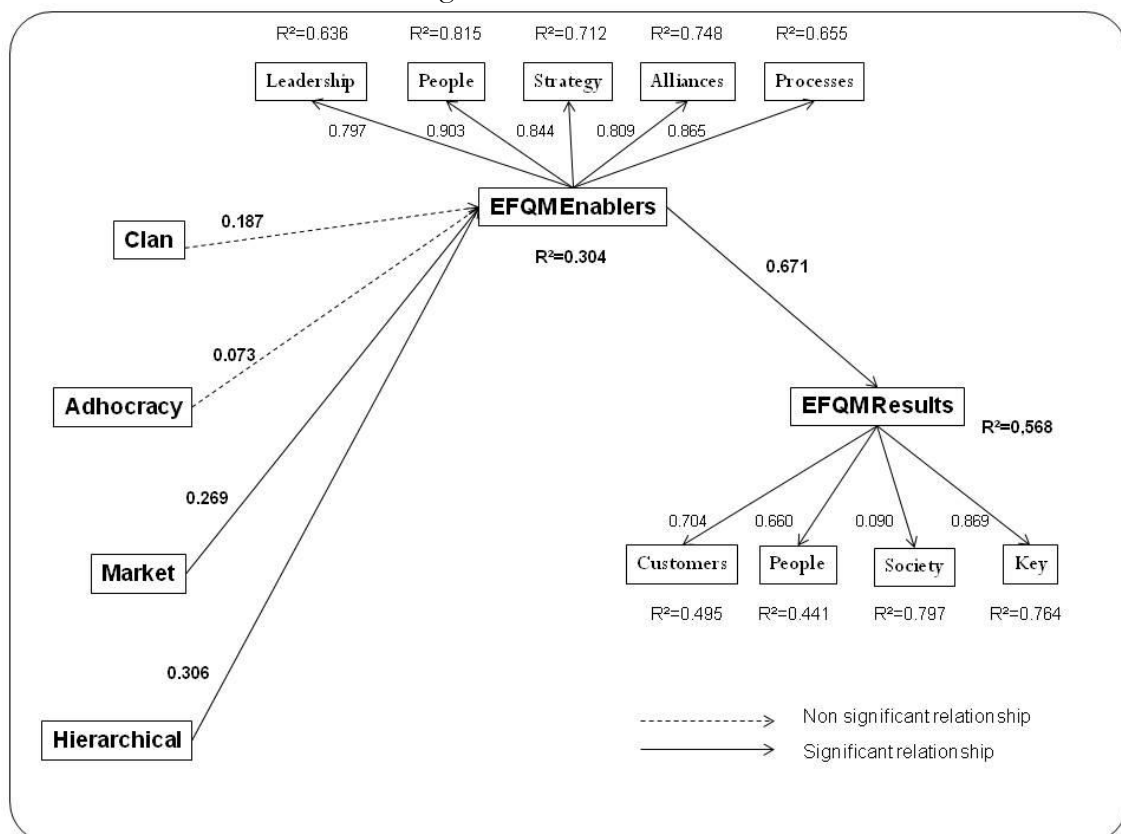 R²=0.636 R²=0.815 R²=0.712 R²=0.748 R²=0.655
Leadership People Strategy Alliances Processes
0.797 0.903 0.844 0.809 0.865
EFQM Enablers
Clan 0.187
R²=0.304
0.671
0.073
Adhocracy
EFQM Results
R²=0,568
0.269
0.704 0.660 0.090 0.869
Market
Customers People Society Key
R²=0.495 R²=0.441 R²=0.797 R²=0.764
0.306
Hierarchical
Non significant relationship
Significant relationship